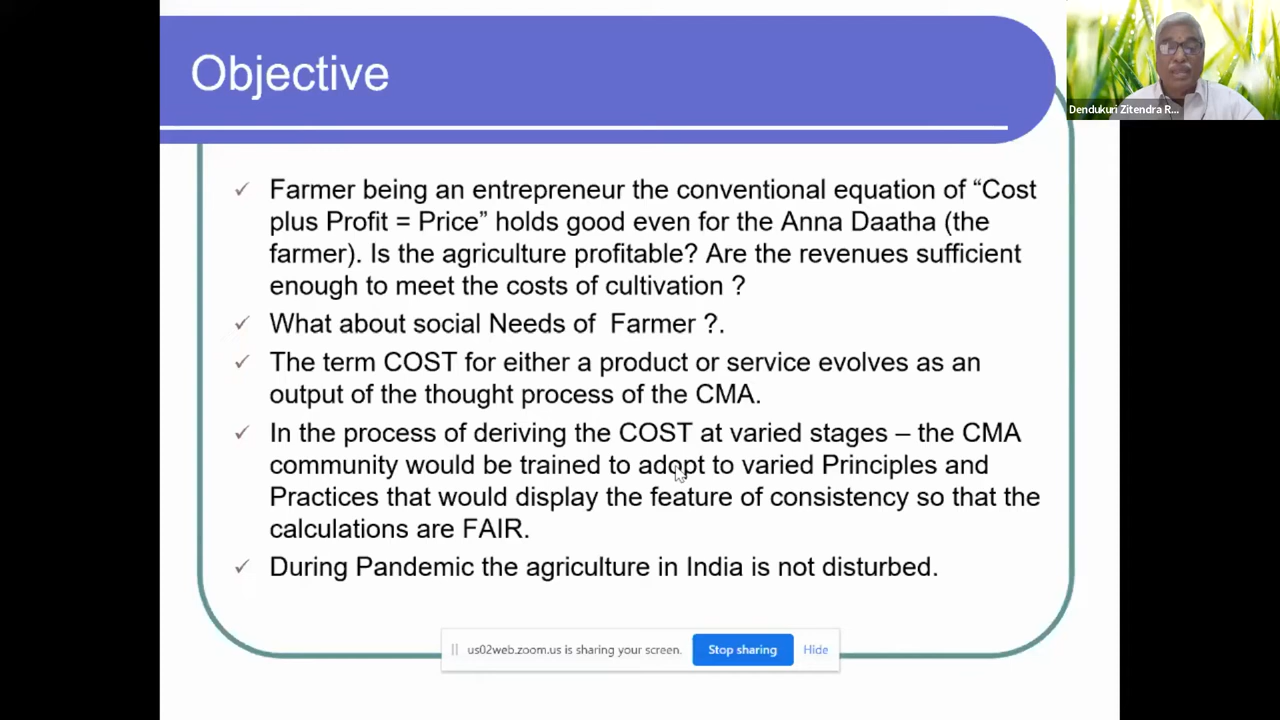 Objective
Dendukuri Zitendra R...
Farmer being an entrepreneur the conventional equation of “Cost
plus Profit = Price” holds good even for the Anna Daatha (the
farmer). Is the agriculture profitable? Are the revenues sufficient
enough to meet the costs of cultivation ?
What about social Needs of Farmer ?.
The term COST for either a product or service evolves as an
output of the thought process of the CMA.
In the process of deriving the COST at varied stages – the CMA
community would be trained to adopt to varied Principles and
Practices that would display the feature of consistency so that the
calculations are FAIR.
During Pandemic the agriculture in India is not disturbed.
us02web.zoom.us is sharing your screen. Stop sharing Hide